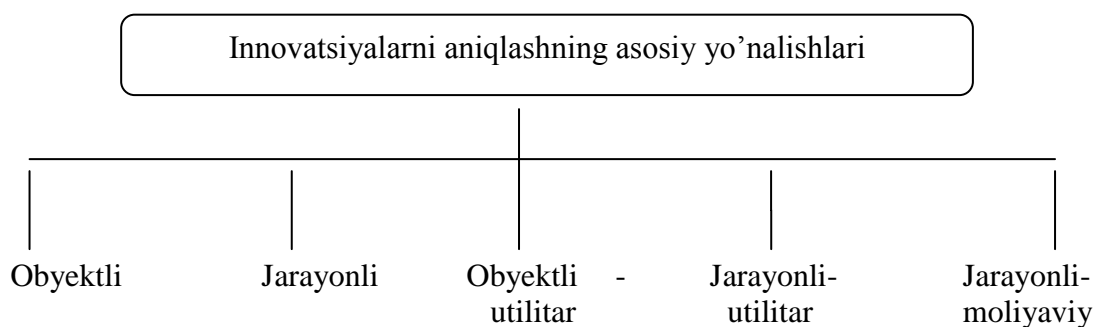 Innovatsiyalarni aniqlashning asosiy yo’nalishlari
Obyektli
Jarayonli
Obyektli -
utilitar
Jarayonli-
utilitar
Jarayonli-
moliyaviy